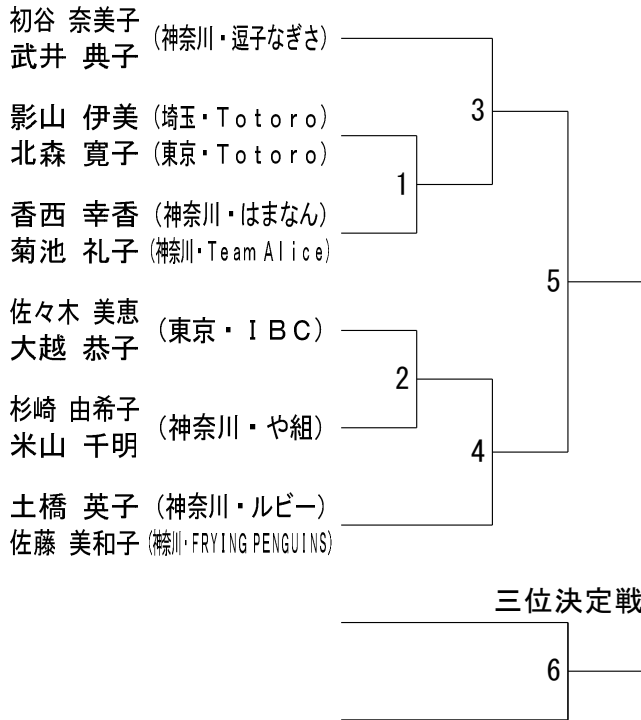 初谷 奈美子 (神奈川・逗子なぎさ)
武井 典子
3
影山 伊美 (埼玉・Totoro)
北森 寛子 (東京・Totoro)
1
香西 幸香 (神奈川・はまなん)
菊池 礼子 (神奈川・Team Alice)
5
佐々木 美恵 (東京・ＩＢＣ)
大越 恭子
2
杉崎 由希子 (神奈川・や組)
米山 千明
4
土橋 英子 (神奈川・ルビー)
佐藤 美和子 (神奈川・FRYING PENGUINS)
三位決定戦
6